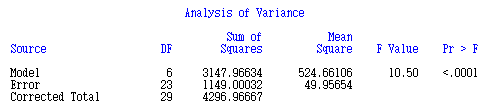 Analysis of Variance
Sum of Mean
Source DF Squares Square F Value Pr > F
Model 6 3147.96634 524.66106 10.50 <.0001
Error 23 1149.00032 49.95654
Corrected Total 29 4296.96667